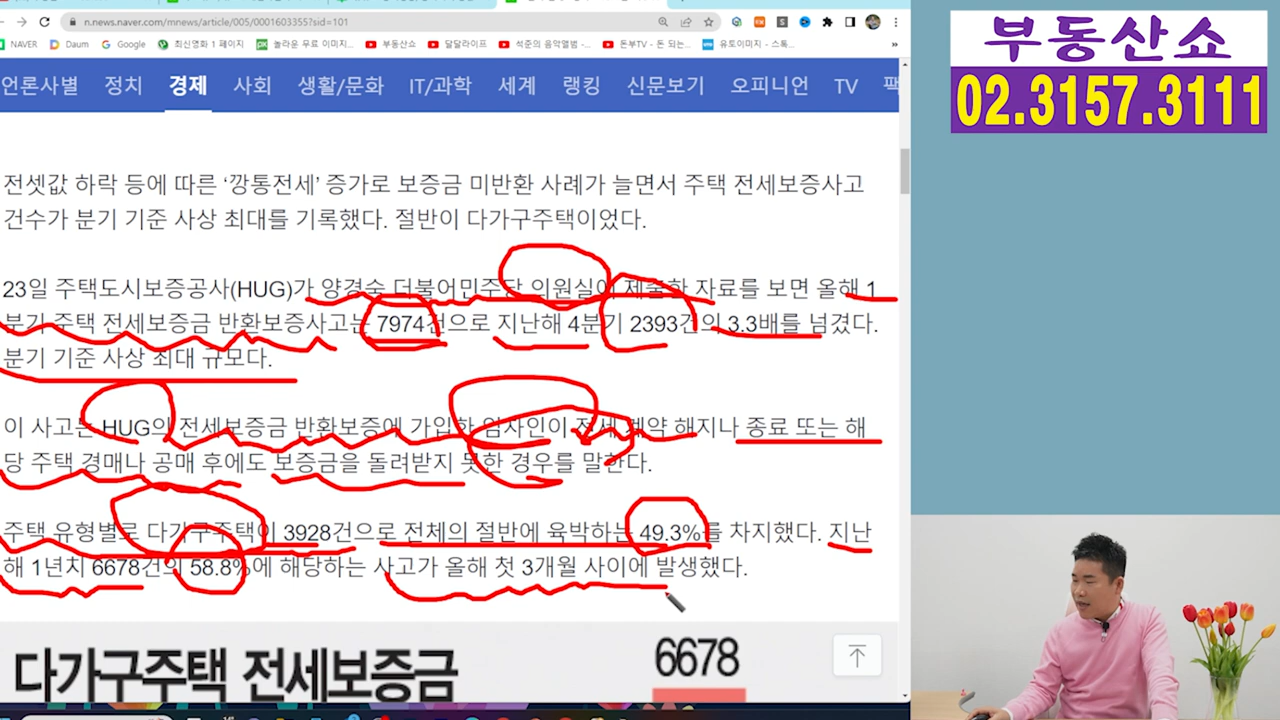 n.news.naver.com/mnews/article/005/0001603355?sid=101
NAVER Daum Google 최신영화 1 페이지 놀라운 무료 이미지... 부동산쇼 달달라이프 석준의 음악앨범 -... 돈부TV - 돈 되는... 유토이미지 - 스톡...
언론사별 정치 경제 사회 생활/문화 IT/과학 세계 랭킹 신문보기 오피니언 TV
부동산쇼
02.3157.3111
전셋값 하락 등에 따른 ‘깡통전세’ 증가로 보증금 미반환 사례가 늘면서 주택 전세보증사고
건수가 분기 기준 사상 최대를 기록했다. 절반이 다가구주택이었다.
23일 주택도시보증공사(HUG)가 양경숙 더불어민주당 의원실에 제출한 자료를 보면 올해 1
분기 주택 전세보증금 반환보증사고는 7974건으로 지난해 4분기 2393건의 3.3배를 넘겼다.
분기 기준 사상 최대 규모다.
이 사고는 HUG의 전세보증금 반환보증에 가입한 임차인이 전세 계약 해지나 종료 또는 해
당 주택 경매나 공매 후에도 보증금을 돌려받지 못한 경우를 말한다.
주택 유형별로 다가구주택이 3928건으로 전체의 절반에 육박하는 49.3%를 차지했다. 지난
해 1년치 6678건의 58.8%에 해당하는 사고가 올해 첫 3개월 사이에 발생했다.
다가구주택 전세보증금
6678